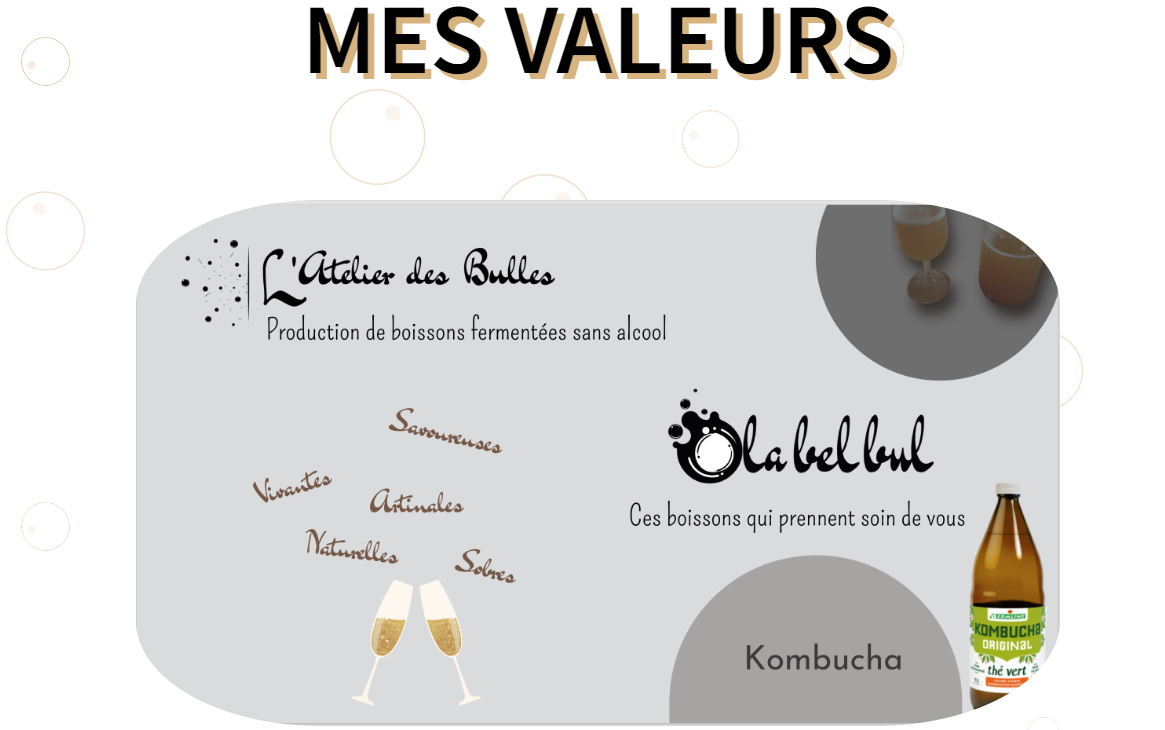 MES VALEURS
L'Atelier des Bulles
Production de boissons fermentées sans alcool
Savoureuses
Vivantes
Artinales
Naturelles
Sobres
Olabelbul
Ces boissons qui prennent soin de vous
Kombucha
KOMBUCHA
ORIGINAL
thé vert